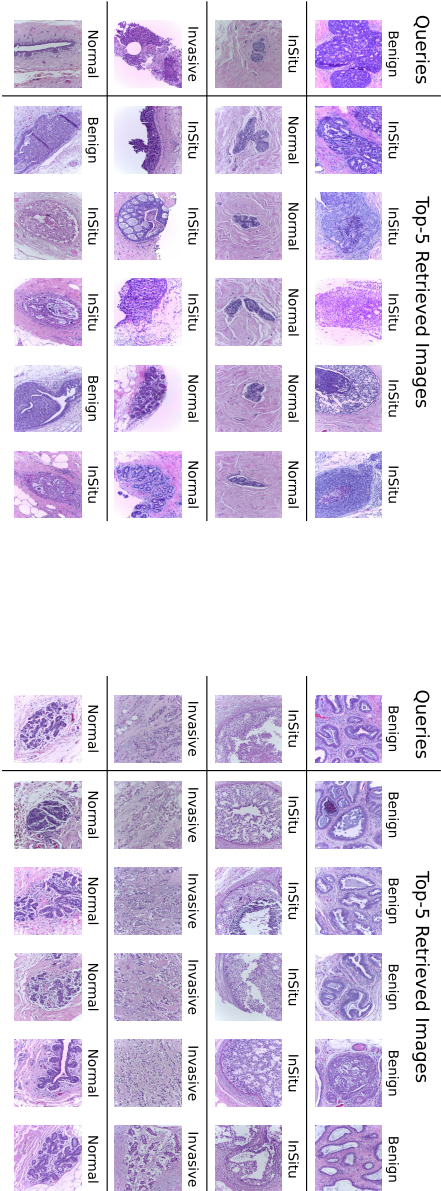 Queries Top-5 Retrieved Images
Benign InSitu InSitu InSitu InSitu InSitu
InSitu Normal Normal Normal Normal Normal
Invasive InSitu InSitu InSitu Normal Normal
Normal Benign InSitu InSitu Benign InSitu
Queries Top-5 Retrieved Images
Benign Benign Benign Benign Benign Benign
InSitu InSitu InSitu InSitu InSitu InSitu
Invasive Invasive Invasive Invasive Invasive Invasive
Normal Normal Normal Normal Normal Normal